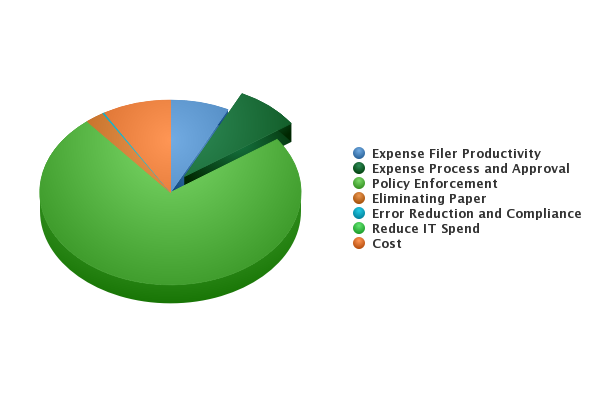 Expense Filer Productivity
Expense Process and Approval
Policy Enforcement
Eliminating Paper
Error Reduction and Compliance
Reduce IT Spend
Cost